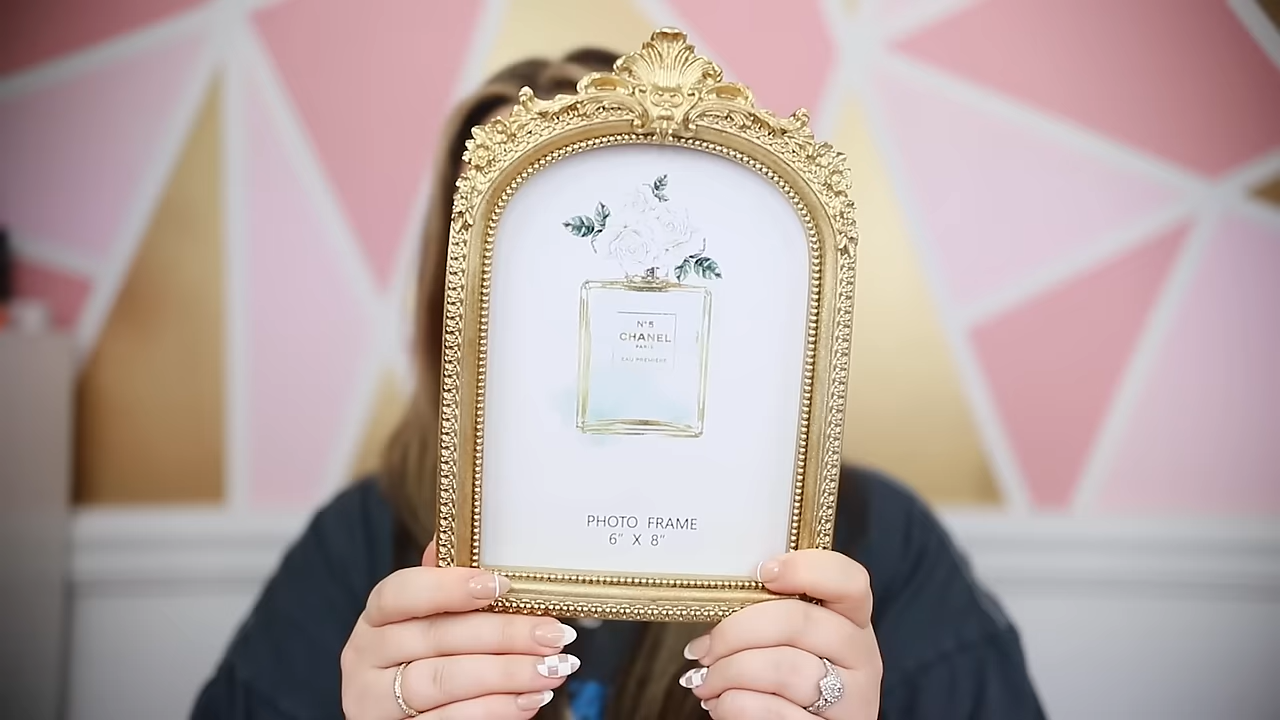 N°5
CHANEL
PARIS
EAU PREMIÈRE
PHOTO FRAME
6" X 8"